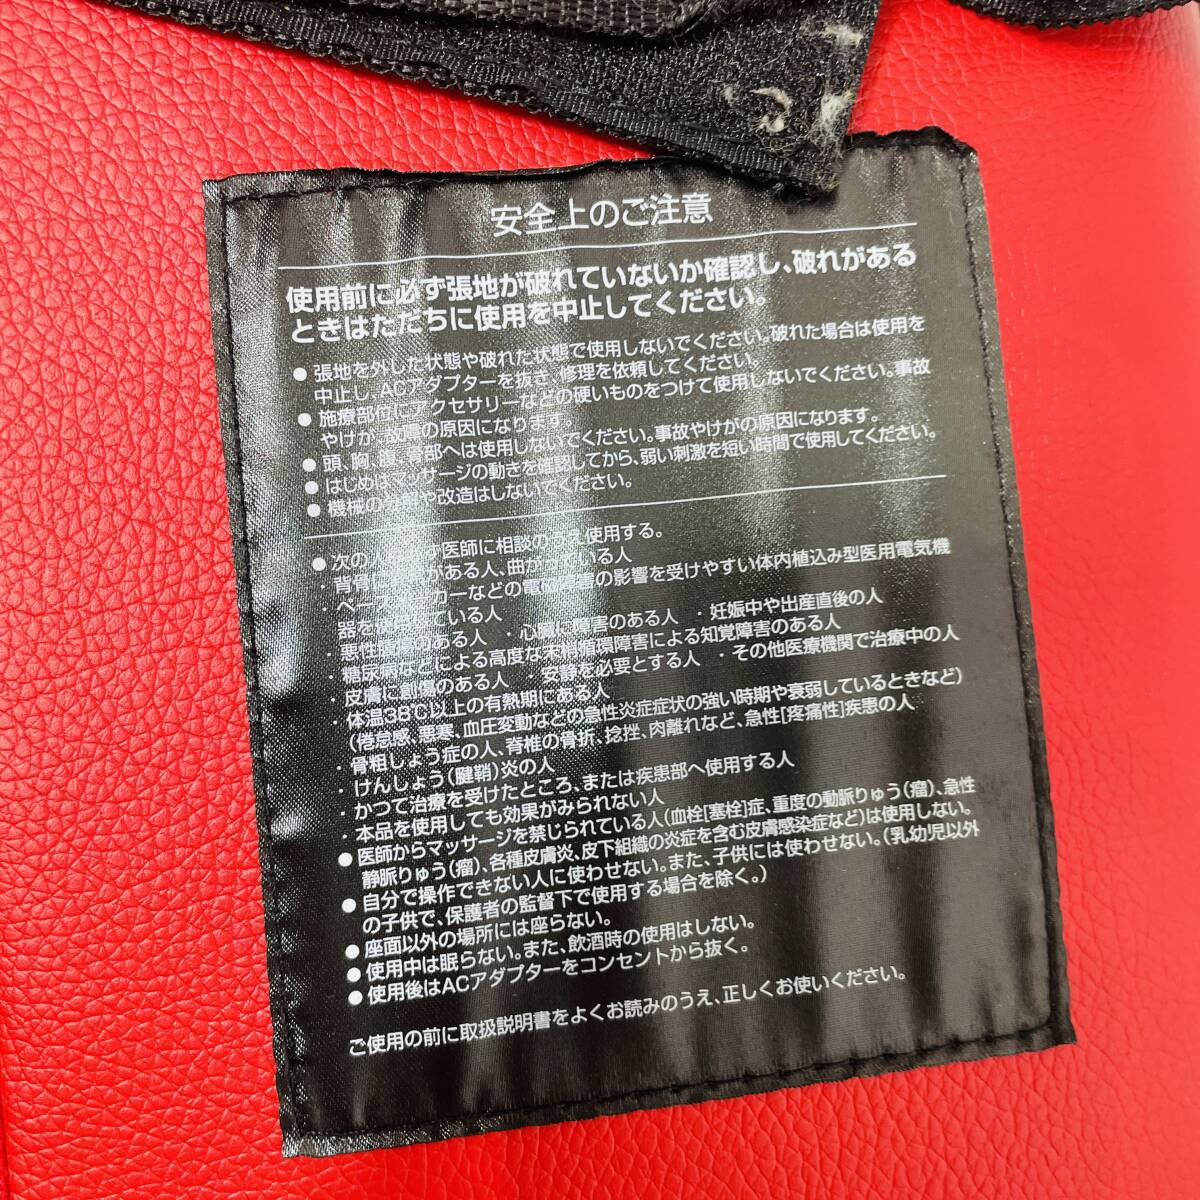 安全上のご注意
使用前に必ず張地が破れていないか確認し、破れがある
ときはただちに使用を中止してください。
● 張地を外した状態や破れた状態で使用しないでください。破れた場合は使用を
中止し、ACアダプターを抜き、修理を依頼してください。
● 施療部位にアクセサリーなどの硬いものをつけて使用しないでください。事故
やけが、故障の原因になります。
● 頭、胸、腹、骨部へは使用しないでください。事故やけがの原因になります。
● はじめはマッサージの動きを確認してから、弱い刺激を短い時間で使用してください。
● 機械の や改造はしないでください。
● 次の人 ず医師に相談のうえ使用する。
背骨に がある人、曲がっている人
・ペースメーカーなどの電磁障害の影響を受けやすい体内植込み型医用電気機
器を している人
・悪性腫瘍がある人 ・心臓に障害のある人 ・妊娠中や出産直後の人
・糖尿病などによる高度な末梢循環障害による知覚障害のある人
・皮膚に創傷のある人 ・安静を必要とする人 ・その他医療機関で治療中の人
・体温38℃以上の有熱期にある人
(倦怠感、悪寒、血圧変動などの急性炎症症状の強い時期や衰弱しているときなど)
・骨粗しょう症の人、脊椎の骨折、捻挫、肉離れなど、急性[疼痛性]疾患の人
・けんしょう(腱鞘)炎の人
・かつて治療を受けたところ、または疾患部へ使用する人
・本品を使用しても効果がみられない人
● 医師からマッサージを禁じられている人(血栓[塞栓]症、重度の動脈りゅう(瘤)、急性
静脈りゅう(瘤)、各種皮膚炎、皮下組織の炎症を含む皮膚感染症など)は使用しない。
● 自分で操作できない人に使わせない。また、子供には使わせない。(乳幼児以外
の子供で、保護者の監督下で使用する場合を除く。)
● 座面以外の場所には座らない。
● 使用中は眠らない。また、飲酒時の使用はしない。
● 使用後はACアダプターをコンセントから抜く。
ご使用の前に取扱説明書をよくお読みのうえ、正しくお使いください。